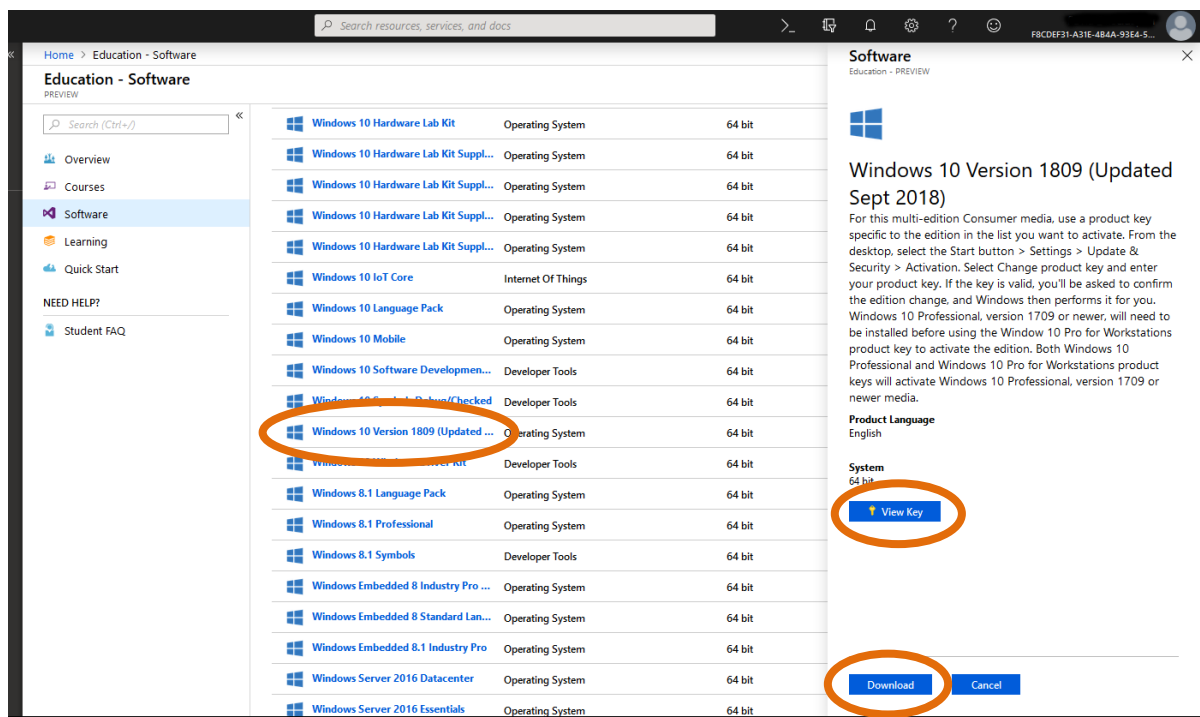 Search resources, services, and docs
>_
?
F8CDEF31-A31E-4B4A-93E4-5...
«
Home > Education - Software
Education - Software
PREVIEW
Search (Ctrl+/)
«
Overview
Courses
Software
Learning
Quick Start
NEED HELP?
Student FAQ
Windows 10 Hardware Lab Kit Operating System 64 bit
Windows 10 Hardware Lab Kit Suppl... Operating System 64 bit
Windows 10 Hardware Lab Kit Suppl... Operating System 64 bit
Windows 10 Hardware Lab Kit Suppl... Operating System 64 bit
Windows 10 Hardware Lab Kit Suppl... Operating System 64 bit
Windows 10 IoT Core Internet Of Things 64 bit
Windows 10 Language Pack Operating System 64 bit
Windows 10 Mobile Operating System 64 bit
Windows 10 Software Developmen... Developer Tools 64 bit
Windows 10 Debug/Checked Developer Tools 64 bit
Windows 10 Version 1809 (Updated ... Operating System 64 bit
Windows 10 Kit Developer Tools 64 bit
Windows 8.1 Language Pack Operating System 64 bit
Windows 8.1 Professional Operating System 64 bit
Windows 8.1 Symbols Developer Tools 64 bit
Windows Embedded 8 Industry Pro ... Operating System 64 bit
Windows Embedded 8 Standard Lan... Operating System 64 bit
Windows Embedded 8.1 Industry Pro Operating System 64 bit
Windows Server 2016 Datacenter Operating System 64 bit
Windows Server 2016 Essentials Operating System 64 bit
Software
Education - PREVIEW
Windows 10 Version 1809 (Updated
Sept 2018)
For this multi-edition Consumer media, use a product key
specific to the edition in the list you want to activate. From the
desktop, select the Start button > Settings > Update &
Security > Activation. Select Change product key and enter
your product key. If the key is valid, you'll be asked to confirm
the edition change, and Windows then performs it for you.
Windows 10 Professional, version 1709 or newer, will need to
be installed before using the Window 10 Pro for Workstations
product key to activate the edition. Both Windows 10
Professional and Windows 10 Pro for Workstations product
keys will activate Windows 10 Professional, version 1709 or
newer media.
Product Language
English
System
64 bit
View Key
Download Cancel